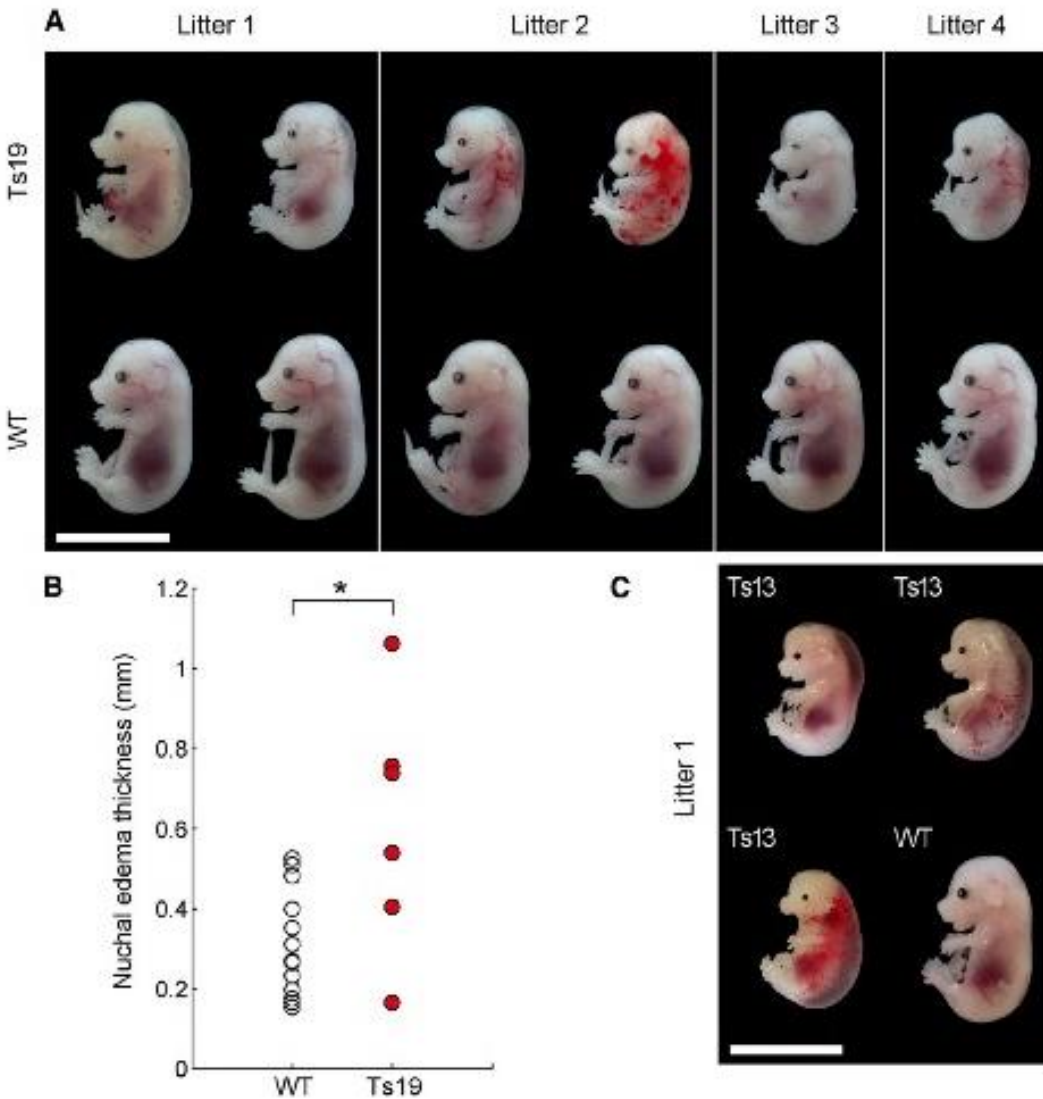 A
Litter 1
Litter 2
Litter 3
Litter 4
Ts19
WT
B
Nuchal edema thickness (mm)
1.2
1
0.8
0.6
0.4
0.2
0
*
WT
Ts19
C
Litter 1
Ts13
Ts13
Ts13
WT